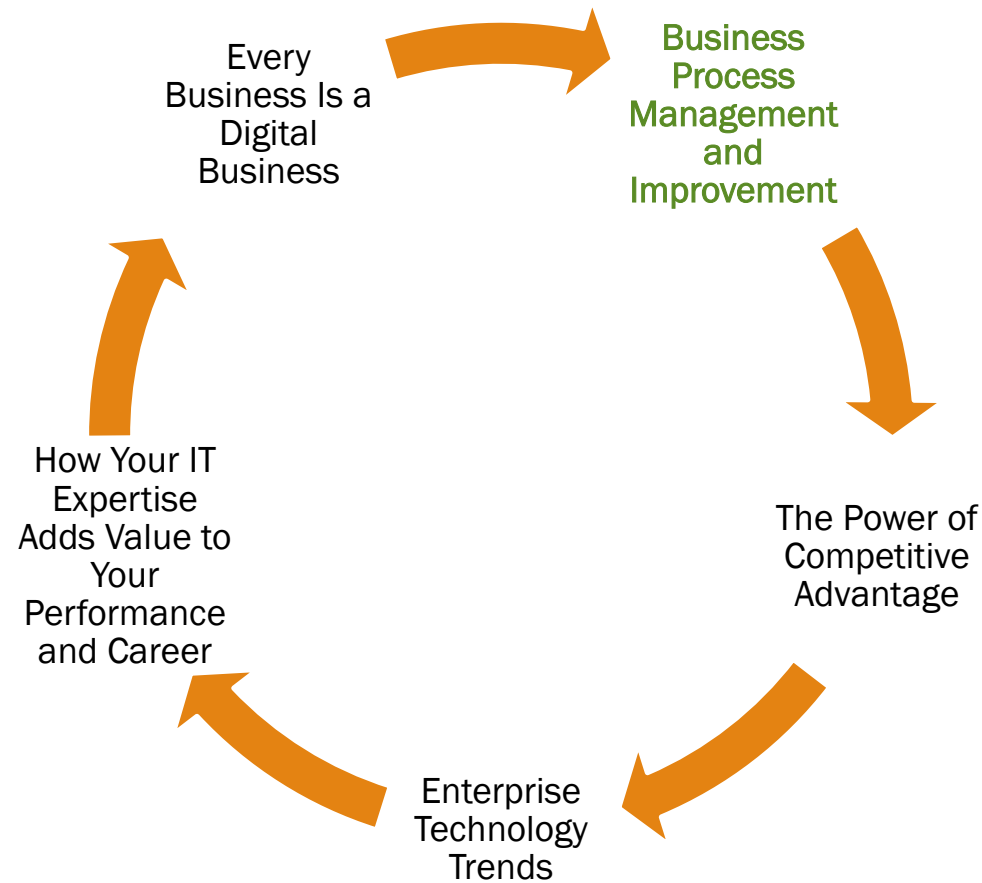 Every
Business Is a
Digital
Business
Business
Process
Management
and
Improvement
The Power of
Competitive
Advantage
Enterprise
Technology
Trends
How Your IT
Expertise
Adds Value to
Your
Performance
and Career